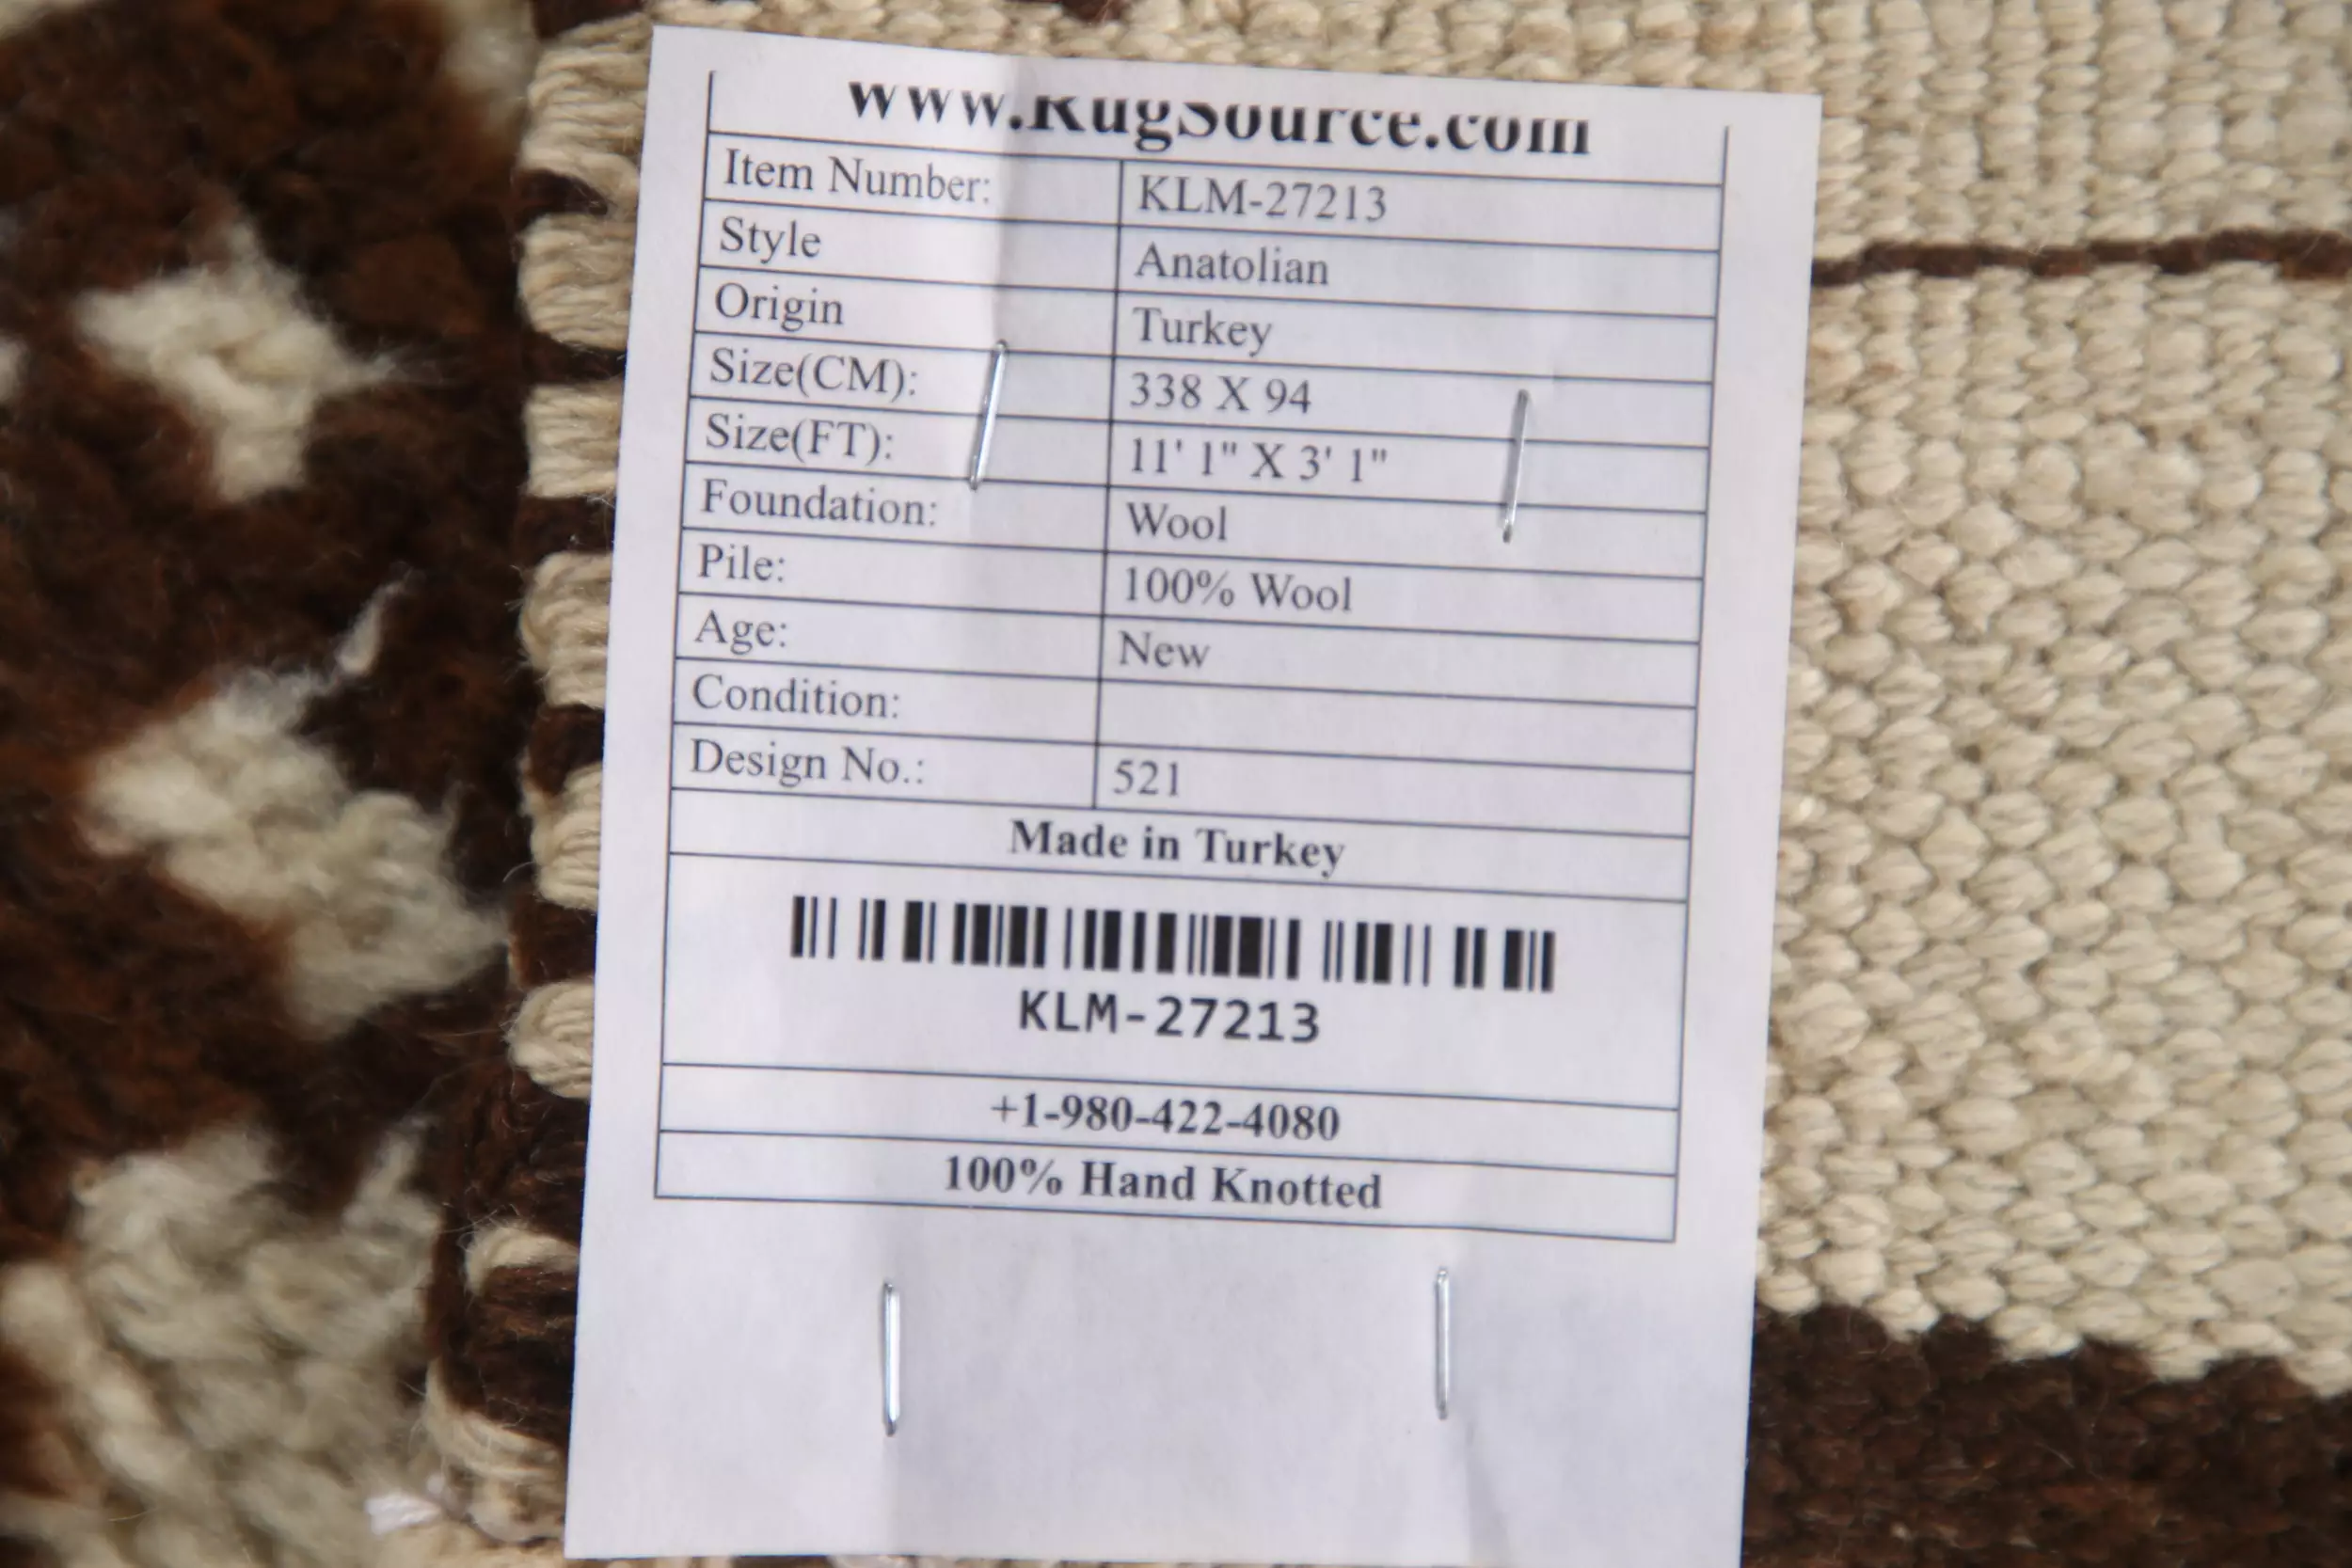 www.RugSource.com
Item Number: KLM-27213
Style Anatolian
Origin Turkey
Size(CM): 338 X 94
Size(FT): 11' 1" X 3' 1"
Foundation: Wool
Pile: 100% Wool
Age: New
Condition:
Design No.: 521
Made in Turkey
KLM-27213
+1-980-422-4080
100% Hand Knotted